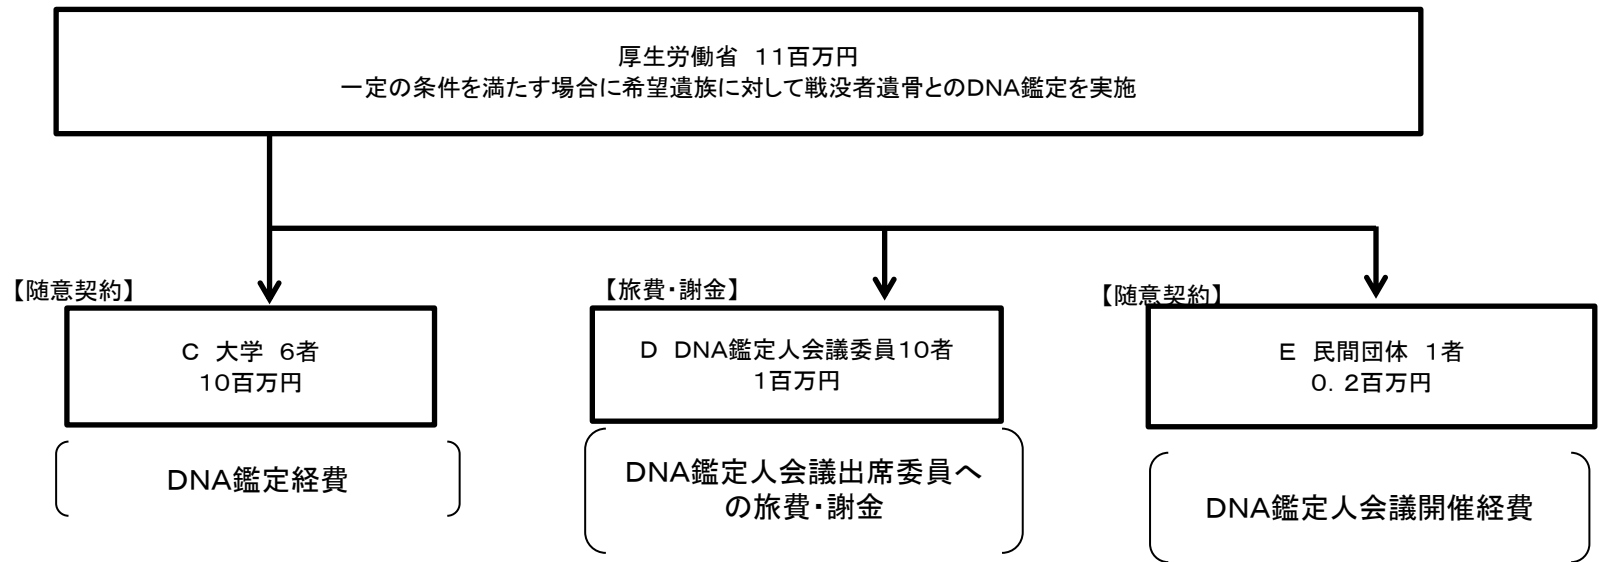 厚生労働省 11百万円
一定の条件を満たす場合に希望遺族に対して戦没者遺骨とのDNA鑑定を実施
【随意契約】
C 大学 6者
10百万円
DNA鑑定経費
【旅費・謝金】
D DNA鑑定人会議委員10者
1百万円
DNA鑑定人会議出席委員へ
の旅費・謝金
【随意契約】
E 民間団体 1者
0.2百万円
DNA鑑定人会議開催経費